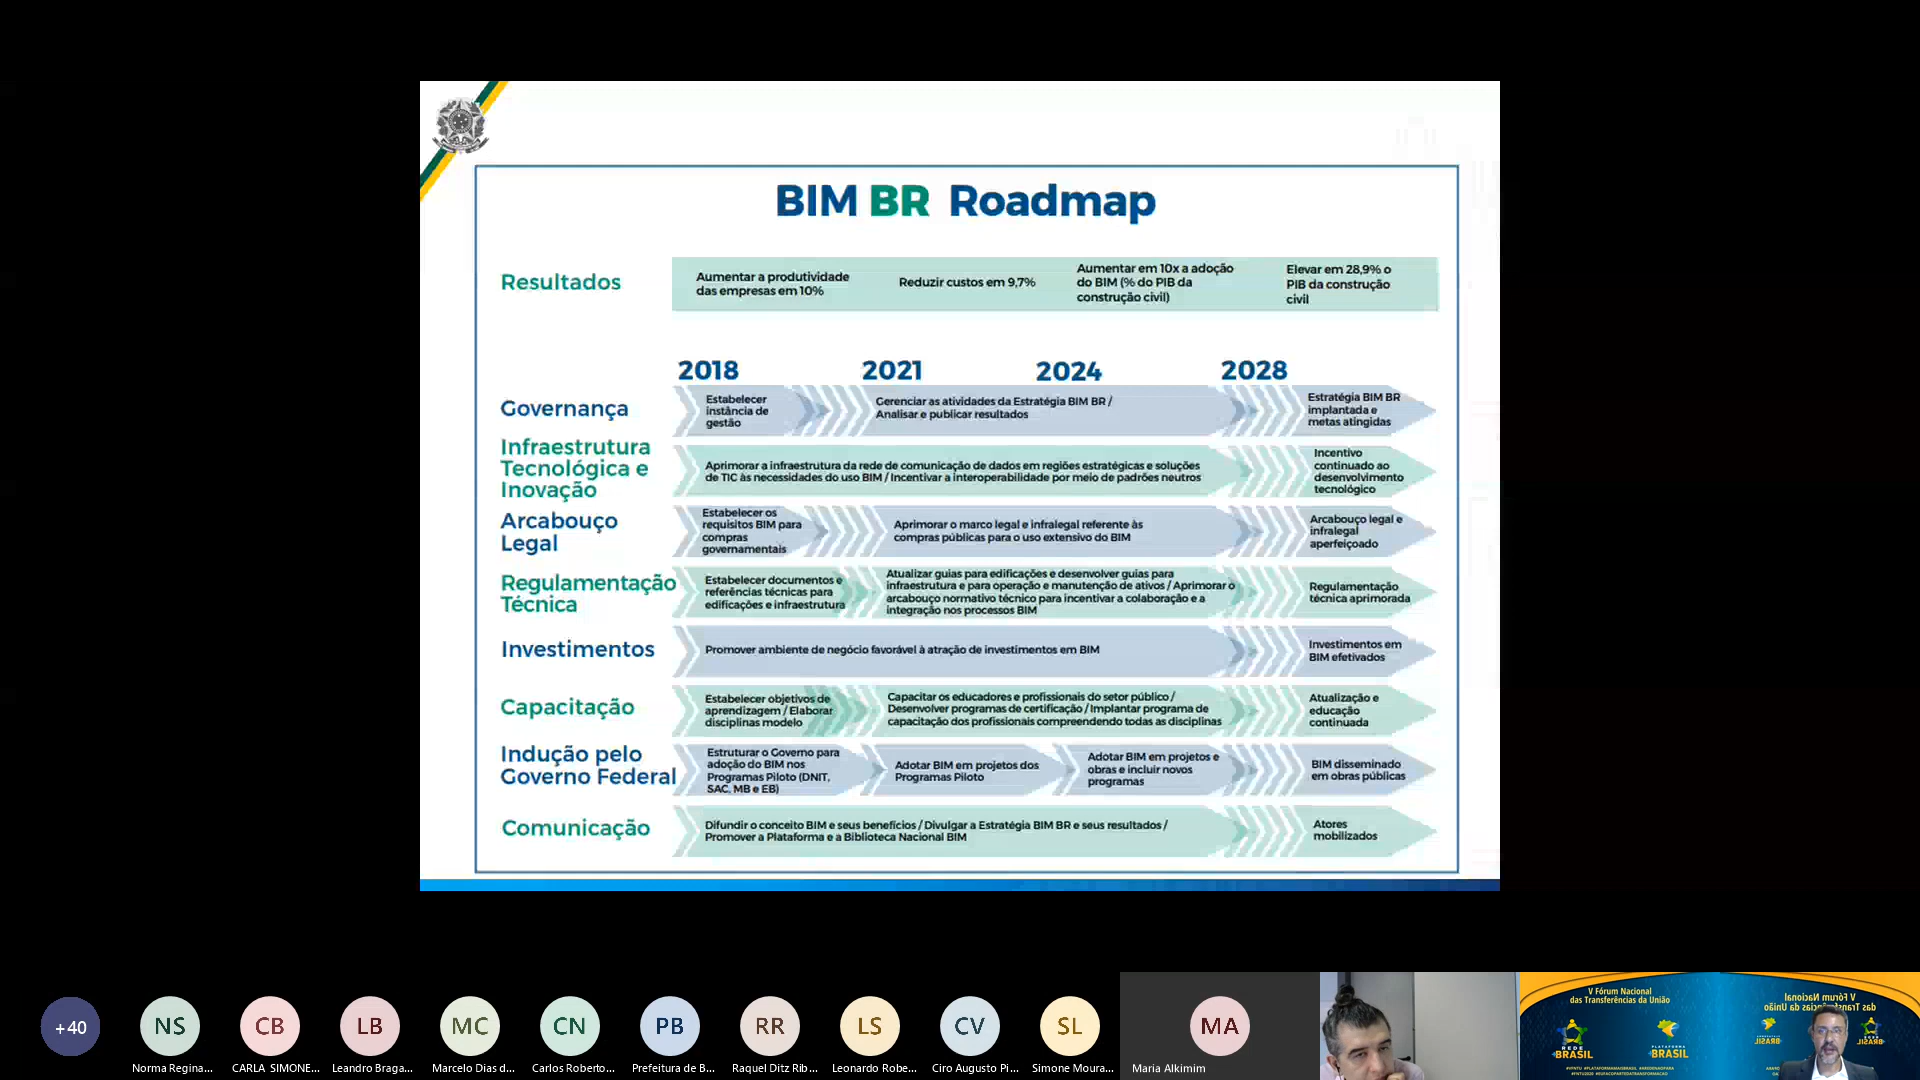 BIM BR Roadmap
Resultados
Aumentar a produtividade
das empresas em 10%
Reduzir custos em 9,7%
Aumentar em 10x a adoção
do BIM (% do PIB da
construção civil)
Elevar em 28,9% o
PIB da construção
civil
2018
2021
2024
2028
Governança
Estabelecer
instância de
gestão
Gerenciar as atividades da Estratégia BIM BR /
Analisar e publicar resultados
Estratégia BIM BR
implantada e
metas atingidas
Infraestrutura
Tecnológica e
Inovação
Aprimorar a infraestrutura da rede de comunicação de dados em regiões estratégicas e soluções
de TIC às necessidades do uso BIM / Incentivar a interoperabilidade por meio de padrões neutros
Incentivo
continuado ao
desenvolvimento
tecnológico
Arcabouço
Legal
Estabelecer os
requisitos BIM para
compras
governamentais
Aprimorar o marco legal e infralegal referente às
compras públicas para o uso extensivo do BIM
Arcabouço legal e
infralegal
aperfeiçoado
Regulamentação
Técnica
Estabelecer documentos e
referências técnicas para
edificações e infraestrutura
Atualizar guias para edificações e desenvolver guias para
infraestrutura e para operação e manutenção de ativos / Aprimorar o
arcabouço normativo técnico para incentivar a colaboração e a
integração nos processos BIM
Regulamentação
técnica aprimorada
Investimentos
Promover ambiente de negócio favorável à atração de investimentos em BIM
Investimentos em
BIM efetivados
Capacitação
Estabelecer objetivos de
aprendizagem / Elaborar
disciplinas modelo
Capacitar os educadores e profissionais do setor público /
Desenvolver programas de certificação / Implantar programa de
capacitação dos profissionais compreendendo todas as disciplinas
Atualização e
educação
continuada
Indução pelo
Governo Federal
Estruturar o Governo para
adoção do BIM nos
Programas Piloto (DNIT,
SAC, MB e EB)
Adotar BIM em projetos dos
Programas Piloto
Adotar BIM em projetos e
obras e incluir novos
programas
BIM disseminado
em obras públicas
Comunicação
Difundir o conceito BIM e seus benefícios / Divulgar a Estratégia BIM BR e seus resultados /
Promover a Plataforma e a Biblioteca Nacional BIM
Atores
mobilizados
+40
NS
CB
LB
MC
CN
PB
RR
LS
CV
SL
MA
Norma Regina...
CARLA SIMONE...
Leandro Braga...
Marcelo Dias d...
Carlos Roberto...
Prefeitura de B...
Raquel Ditz Rib...
Leonardo Robe...
Ciro Augusto Pi...
Simone Moura...
Maria Alkimim
V Fórum Nacional
das Transferências da União
REDE
+BRASIL
PLATAFORMA
+BRASIL
V Fórum Nacional
das Transferências da
União